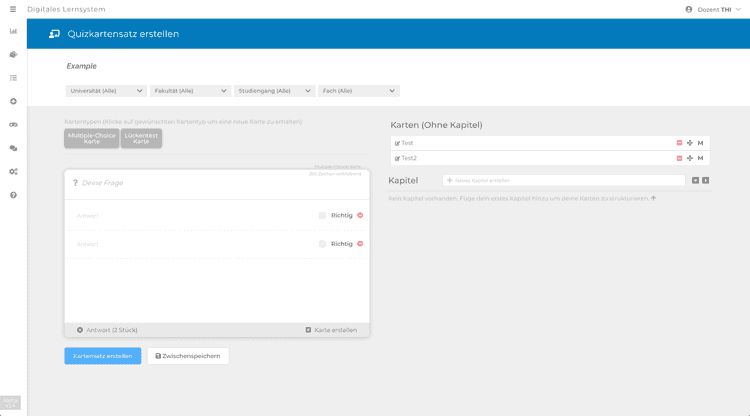 Digitales Lernsystem
Dozent THI
Quizkartensatz erstellen
Example
Universität (Alle)
Fakultät (Alle)
Studiengang (Alle)
Fach (Alle)
Kartentypen (Klicke auf gewünschten Kartentyp um eine neue Karte zu erhalten)
Multiple-Choice
Karte
Lückentext
Karte
Multiple Choice Karte
200 Zeichen verbleibend
? Deine Frage
Antwort
Richtig
Antwort
Richtig
Antwort (2 Stück)
Karte erstellen
Kartensatz erstellen
Zwischenspeichern
Karten (Ohne Kapitel)
Test
M
Test2
M
Kapitel
Neues Kapitel erstellen
Kein Kapitel vorhanden. Füge dein erstes Kapitel hinzu um deine Karten zu strukturieren.